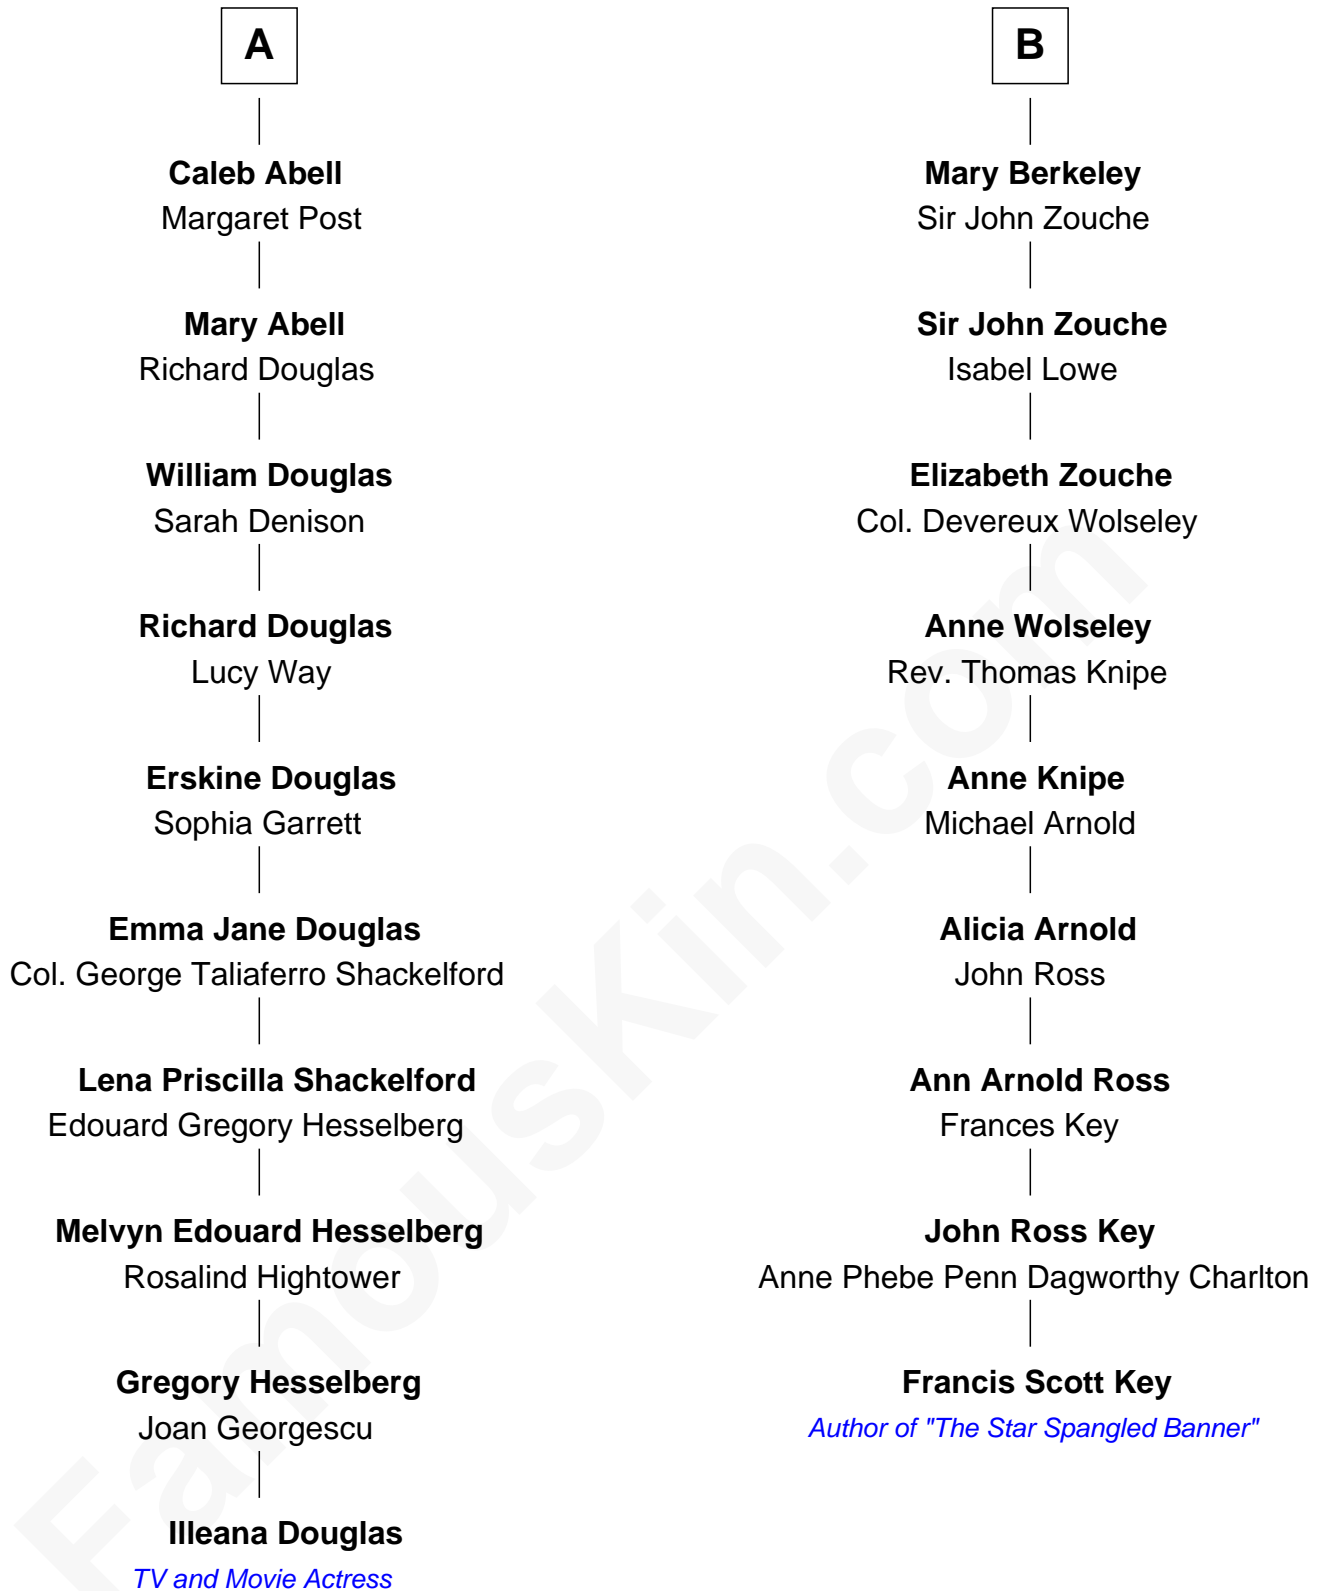 A
Caleb Abell
Margaret Post
Mary Abell
Richard Douglas
William Douglas
Sarah Denison
Richard Douglas
Lucy Way
Erskine Douglas
Sophia Garrett
Emma Jane Douglas
Col. George Taliaferro Shackelford
Lena Priscilla Shackelford
Edouard Gregory Hesselberg
Melvyn Edouard Hesselberg
Rosalind Hightower
Gregory Hesselberg
Joan Georgescu
Illeana Douglas
TV and Movie Actress
B
Mary Berkeley
Sir John Zouche
Sir John Zouche
Isabel Lowe
Elizabeth Zouche
Col. Devereux Wolseley
Anne Wolseley
Rev. Thomas Knipe
Anne Knipe
Michael Arnold
Alicia Arnold
John Ross
Ann Arnold Ross
Frances Key
John Ross Key
Anne Phebe Penn Dagworthy Charlton
Francis Scott Key
Author of "The Star Spangled Banner"
FamousKin.com